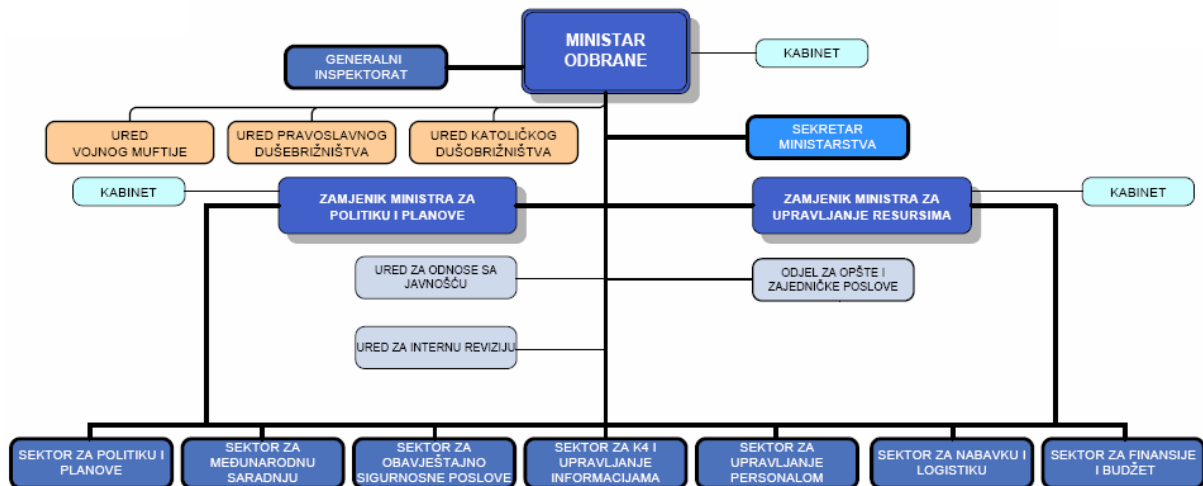 MINISTAR
ODBRANE
KABINET
GENERALNI
INSPEKTORAT
URED
VOJNOG MUFTIJE
URED PRAVOSLAVNOG
DUŠEBRIŽNIŠTVA
URED KATOLIČKOG
DUŠOBRIŽNIŠTVA
SEKRETAR
MINISTARSTVA
KABINET
ZAMJENIK MINISTRA ZA
POLITIKU I PLANOVE
ZAMJENIK MINISTRA ZA
UPRAVLJANJE RESURSIMA
KABINET
URED ZA ODNOSE SA
JAVNOŠĆU
ODJEL ZA OPŠTE I
ZAJEDNIČKE POSLOVE
URED ZA INTERNU REVIZIJU
SEKTOR ZA POLITIKU I
PLANOVE
SEKTOR ZA
MEĐUNARODNU
SARADNJU
SEKTOR ZA
OBAVJEŠTAJNO
SIGURNOSNE POSLOVE
SEKTOR ZA K4 I
UPRAVLJANJE
INFORMACIJAMA
SEKTOR ZA
UPRAVLJANJE
PERSONALOM
SEKTOR ZA NABAVKU I
LOGISTIKU
SEKTOR ZA FINANSIJE
I BUDŽET